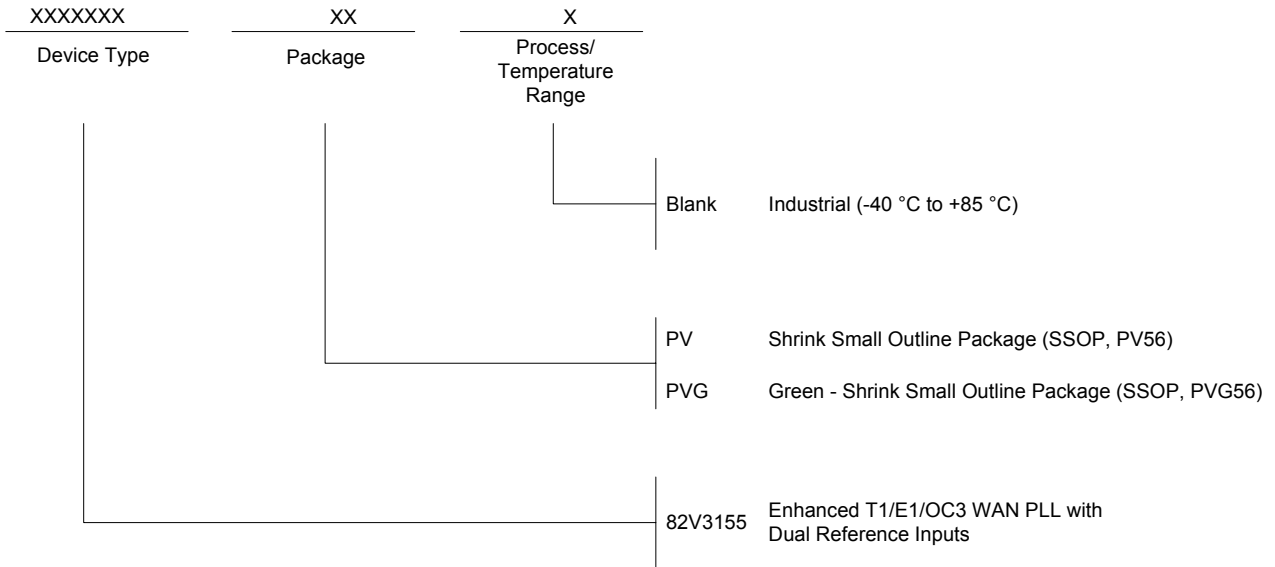 XXXXXXX XX X
Device Type Package Process/
Temperature
Range
Blank Industrial (-40 °C to +85 °C)
PV Shrink Small Outline Package (SSOP, PV56)
PVG Green - Shrink Small Outline Package (SSOP, PVG56)
82V3155 Enhanced T1/E1/OC3 WAN PLL with
Dual Reference Inputs